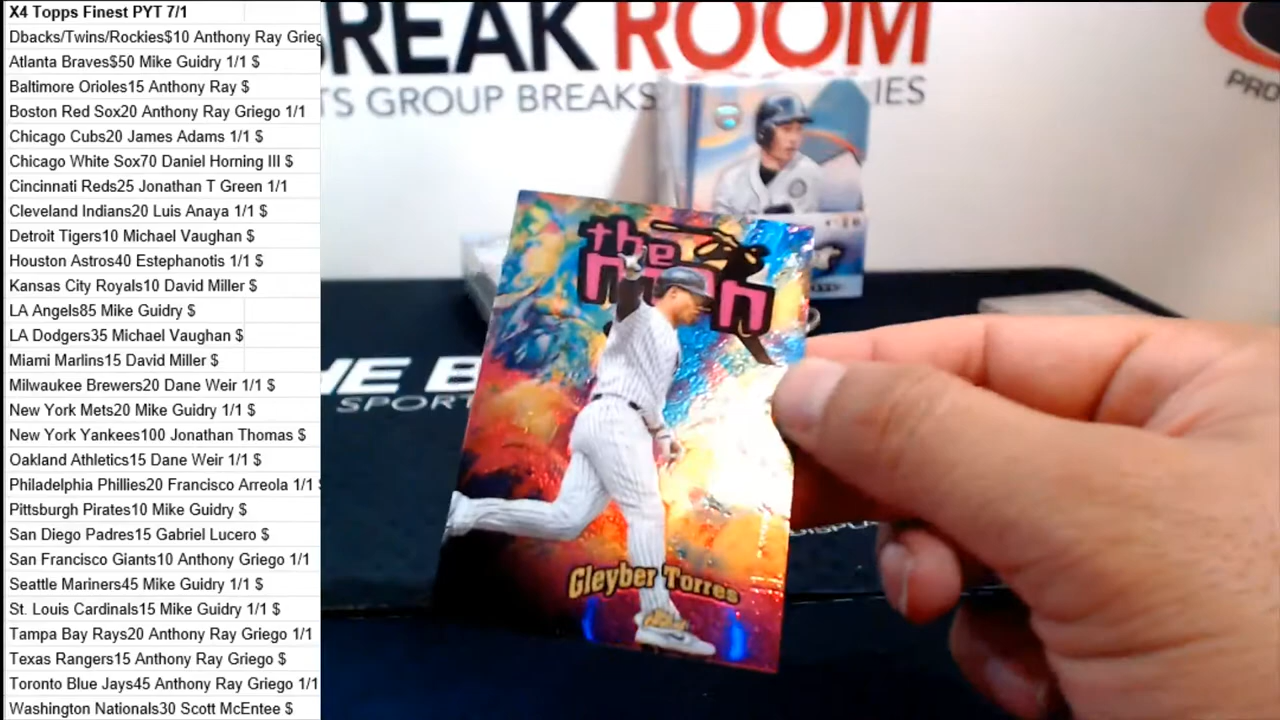 X4 Topps Finest PYT 7/1
Dbacks/Twins/Rockies$10 Anthony Ray Grieg
Atlanta Braves$50 Mike Guidry 1/1 $
Baltimore Orioles15 Anthony Ray $
Boston Red Sox20 Anthony Ray Griego 1/1
Chicago Cubs20 James Adams 1/1 $
Chicago White Sox70 Daniel Horning III $
Cincinnati Reds25 Jonathan T Green 1/1
Cleveland Indians20 Luis Anaya 1/1 $
Detroit Tigers10 Michael Vaughan $
Houston Astros40 Estephanotis 1/1 $
Kansas City Royals10 David Miller $
LA Angels85 Mike Guidry $
LA Dodgers35 Michael Vaughan $
Miami Marlins15 David Miller $
Milwaukee Brewers20 Dane Weir 1/1 $
New York Mets20 Mike Guidry 1/1 $
New York Yankees100 Jonathan Thomas $
Oakland Athletics15 Dane Weir 1/1 $
Philadelphia Phillies20 Francisco Arreola 1/1 $
Pittsburgh Pirates10 Mike Guidry $
San Diego Padres15 Gabriel Lucero $
San Francisco Giants10 Anthony Griego 1/1
Seattle Mariners45 Mike Guidry 1/1 $
St. Louis Cardinals15 Mike Guidry 1/1 $
Tampa Bay Rays20 Anthony Ray Griego 1/1
Texas Rangers15 Anthony Ray Griego $
Toronto Blue Jays45 Anthony Ray Griego 1/1
Washington Nationals30 Scott McEntee $
REAK ROOM
TS GROUP BREAKS
IES
PRO
HE B
SPORT
the
man
Gleyber Torres